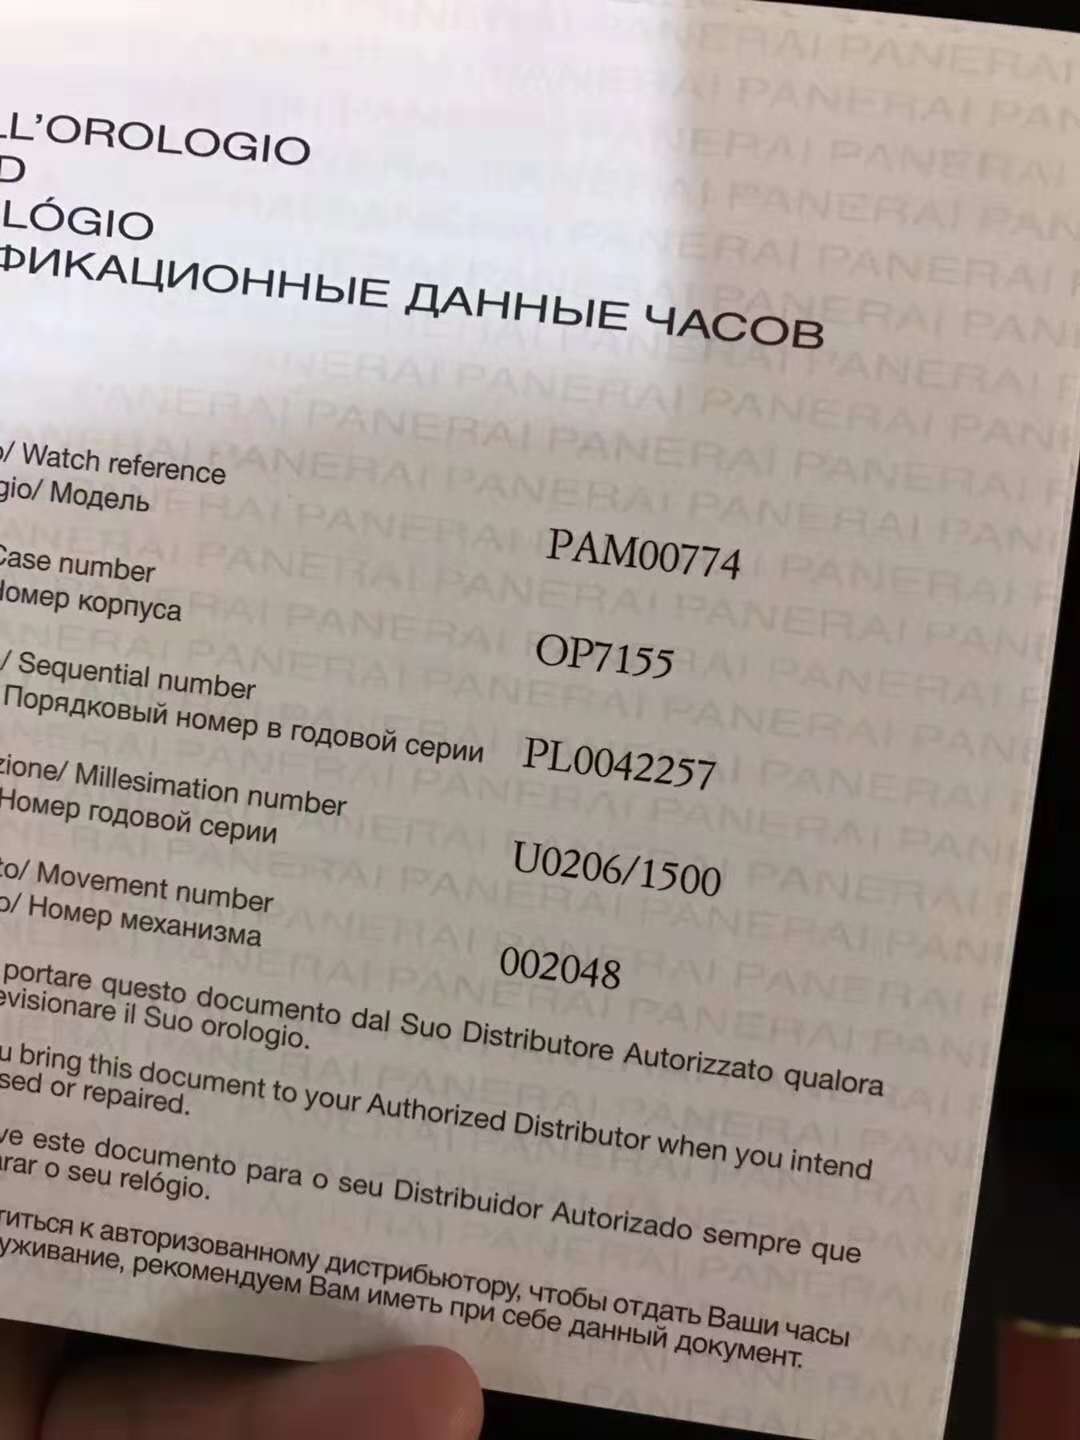 LL'OROLOGIO
D
LÓGIO
ФИКАЦИОННЫЕ ДАННЫЕ ЧАСОВ
o/ Watch reference
gio/ Модель
PAM00774
Case number
Номер корпуса
OP7155
/ Sequential number
Порядковый номер в годовой серии
PL0042257
zione/ Millesimation number
Номер годовой серии
U0206/1500
to/ Movement number
o/ Номер механизма
002048
portare questo documento dal Suo Distributore Autorizzato qualora
evisionare il Suo orologio.
u bring this document to your Authorized Distributor when you intend
sed or repaired.
ve este documento para o seu Distribuidor Autorizado sempre que
arar o seu relógio.
титься к авторизованному дистрибьютору, чтобы отдать Ваши часы
уживание, рекомендуем Вам иметь при себе данный документ.